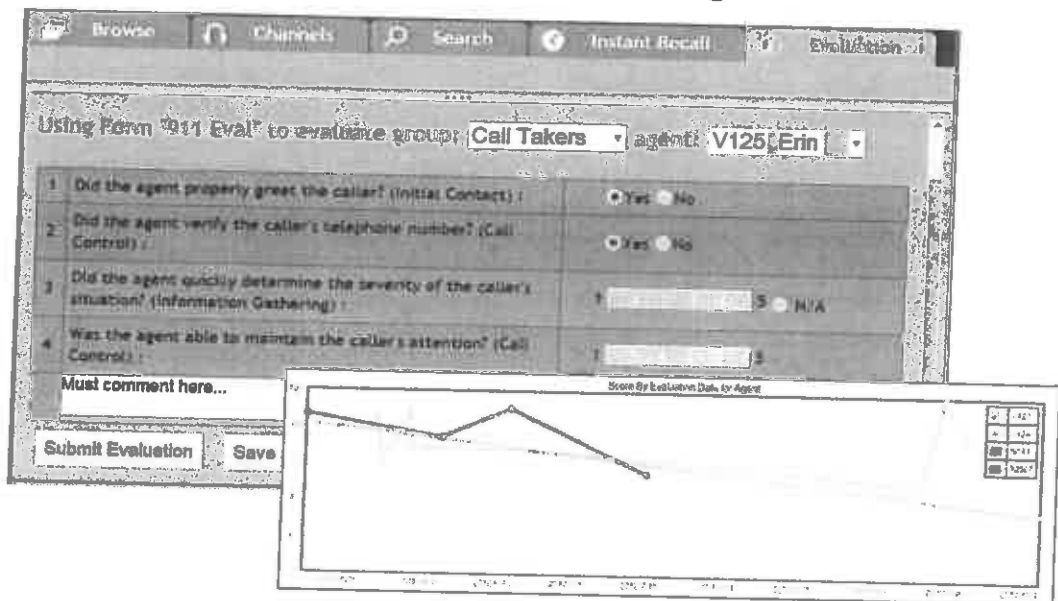 Browse Channels Search Instant Recall Evaluation
Using Form "911 Eval" to evaluate group: Call Takers agent: V125, Erin
1 Did the agent properly greet the caller? (Initial Contact) : Yes No
2 Did the agent verify the caller's telephone number? (Call
Control) : Yes No
3 Did the agent quickly determine the severity of the caller's
situation? (Information Gathering) : 1 5 N/A
4 Was the agent able to maintain the caller's attention? (Call
Control) : 1 5
Must comment here...
Submit Evaluation Save
Score By Evaluation Date for Agent